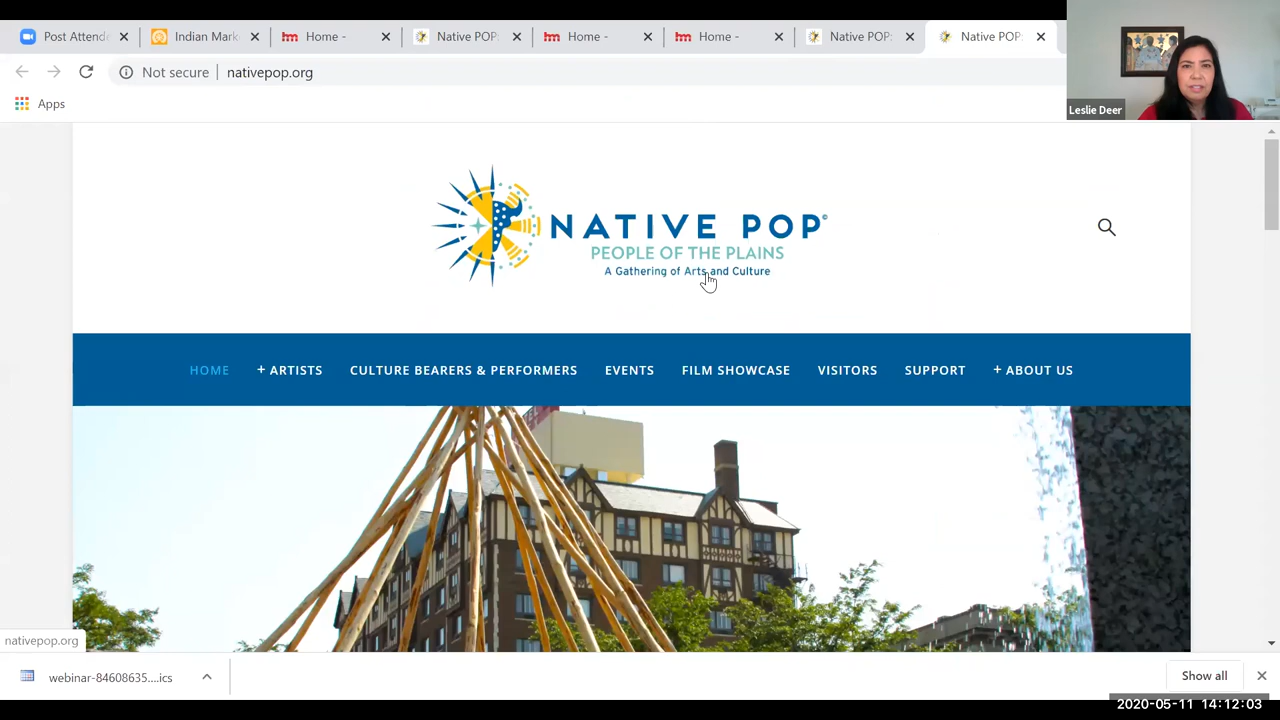 Post Attend
Indian Mark
Home -
Native POP:
Home -
Home -
Native POP:
Native POP:
Not secure
nativepop.org
Apps
Leslie Deer
NATIVE POP©
PEOPLE OF THE PLAINS
A Gathering of Arts and Culture
HOME
+ ARTISTS
CULTURE BEARERS & PERFORMERS
EVENTS
FILM SHOWCASE
VISITORS
SUPPORT
+ ABOUT US
nativepop.org
webinar-84608635....ics
Show all
2020-05-11 14:12:03